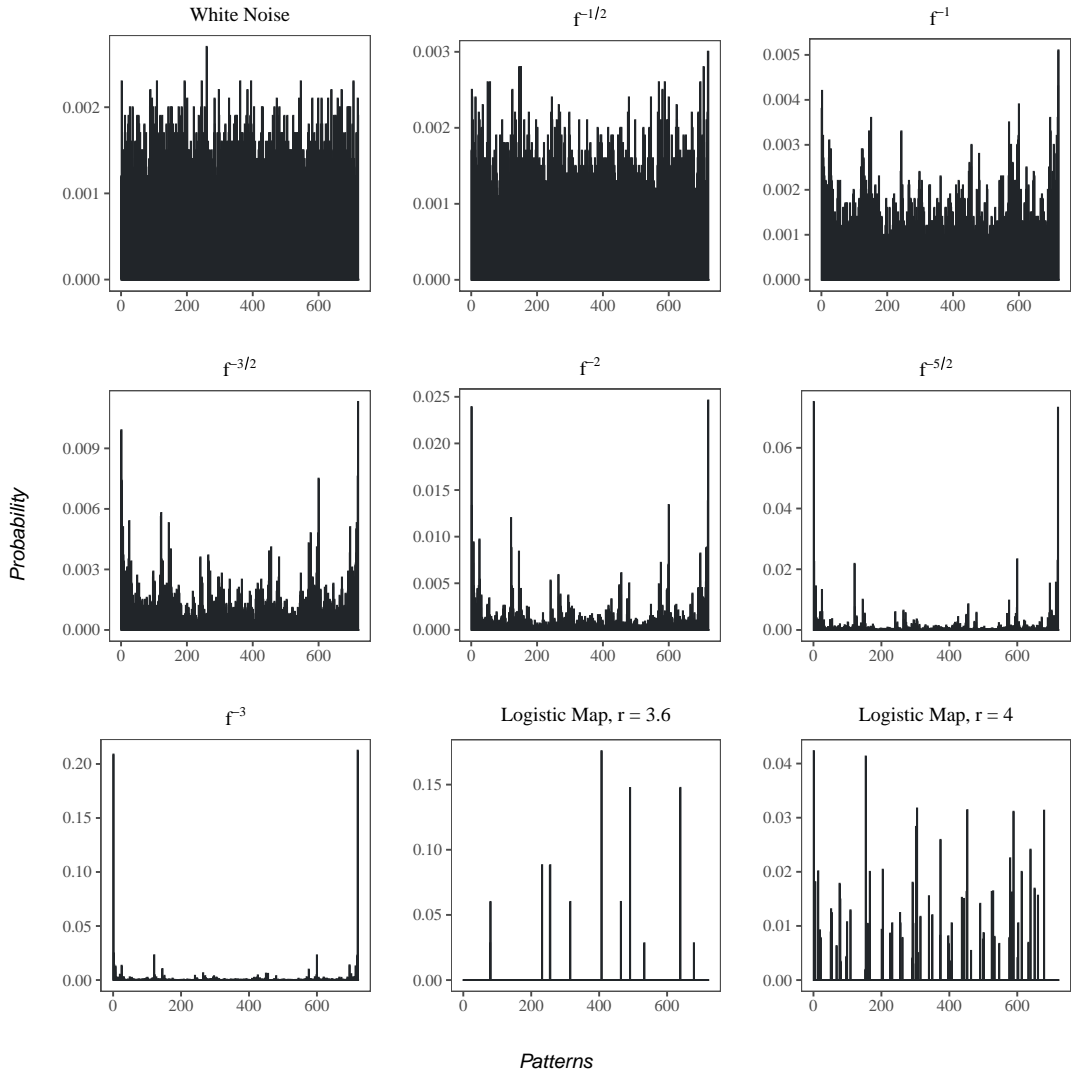 White Noise
f⁻¹/²
f⁻¹
0.002
0.001
0.000
0 200 400 600
0.003
0.002
0.001
0.000
0 200 400 600
0.005
0.004
0.003
0.002
0.001
0.000
0 200 400 600
f⁻³/²
f⁻²
f⁻⁵/²
0.009
0.006
0.003
0.000
0 200 400 600
0.025
0.020
0.015
0.010
0.005
0.000
0 200 400 600
0.06
0.04
0.02
0.00
0 200 400 600
Probability
f⁻³
Logistic Map, r = 3.6
Logistic Map, r = 4
0.20
0.15
0.10
0.05
0.00
0 200 400 600
0.15
0.10
0.05
0.00
0 200 400 600
0.04
0.03
0.02
0.01
0.00
0 200 400 600
Patterns